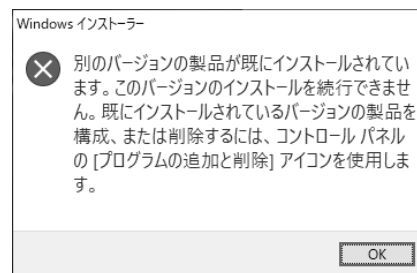 Windows インストーラー
別のバージョンの製品が既にインストールされてい
ます。このバージョンのインストールを続行できませ
ん。既にインストールされているバージョンの製品を
構成、または削除するには、コントロール パネル
の [プログラムの追加と削除] アイコンを使用しま
す。
OK